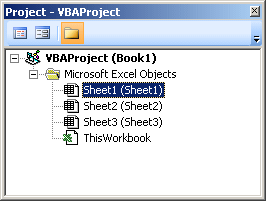 Project - VBAProject
VBAProject (Book1)
Microsoft Excel Objects
Sheet1 (Sheet1)
Sheet2 (Sheet2)
Sheet3 (Sheet3)
ThisWorkbook